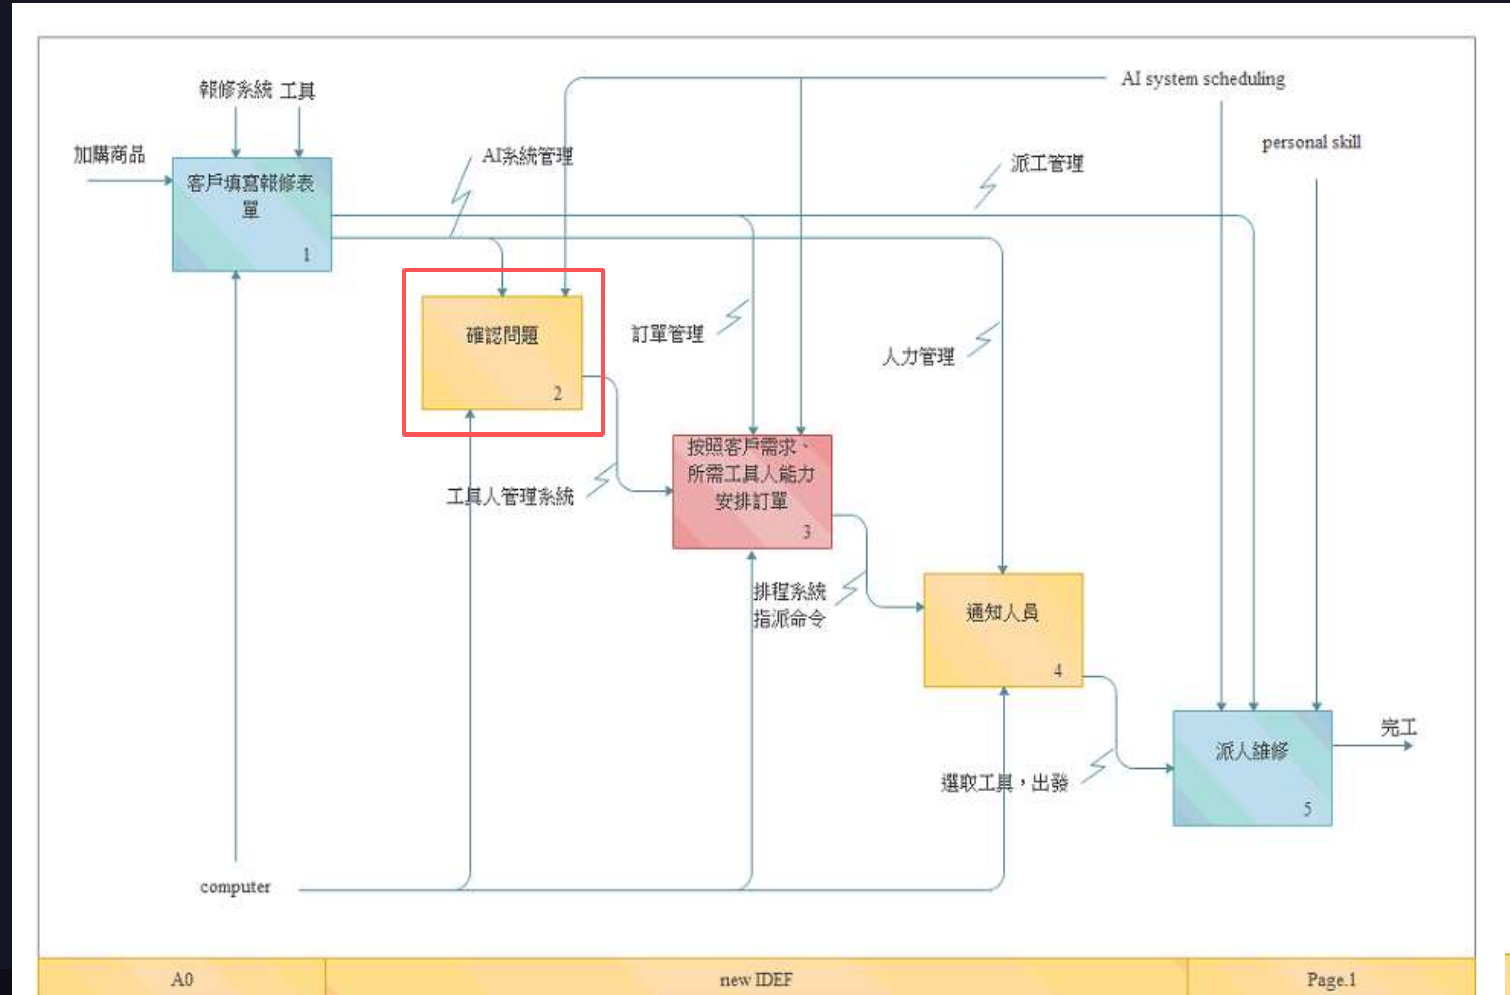 AI system scheduling
報修系統 工具
personal skill
加購商品
AI系統管理
派工管理
客戶填寫報修表
單
1
確認問題
2
訂單管理
人力管理
按照客戶需求、
所需工具人能力
安排訂單
3
工具人管理系統
排程系統
指派命令
通知人員
4
完工
派人維修
5
選取工具，出發
computer
A0
new IDEF
Page.1